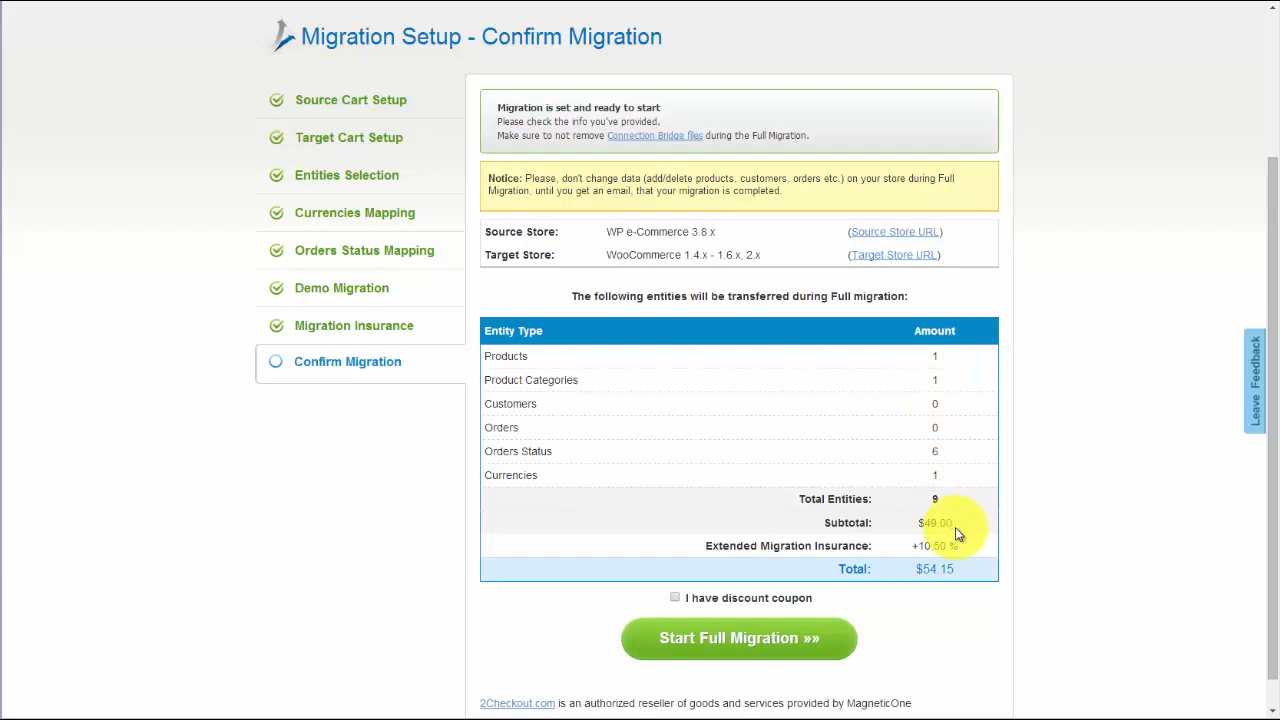 Migration Setup - Confirm Migration
Source Cart Setup
Target Cart Setup
Entities Selection
Currencies Mapping
Orders Status Mapping
Demo Migration
Migration Insurance
Confirm Migration
Migration is set and ready to start
Please check the info you've provided.
Make sure to not remove Connection Bridge files during the Full Migration.
Notice: Please, don't change data (add/delete products, customers, orders etc.) on your store during Full
Migration, until you get an email, that your migration is completed.
Source Store: WP e-Commerce 3.8.x (Source Store URL)
Target Store: WooCommerce 1.4.x - 1.6.x, 2.x (Target Store URL)
The following entities will be transferred during Full migration:
Entity Type Amount
Products 1
Product Categories 1
Customers 0
Orders 0
Orders Status 6
Currencies 1
Total Entities: 9
Subtotal: $49.00
Extended Migration Insurance: +10.50 %
Total: $54.15
I have discount coupon
Start Full Migration »»
2Checkout.com is an authorized reseller of goods and services provided by MagneticOne
Leave Feedback